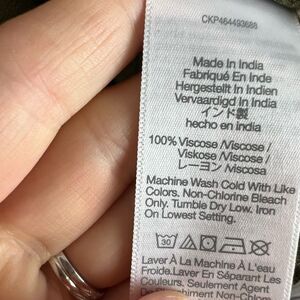 CKP464493688
Made In India
Fabriqué En Inde
Hergestellt In Indien
Vervaardigd In India
インド製
hecho en india
100% Viscose /Viscose /
Viskose /Viscose /
レーヨン /viscosa
Machine Wash Cold With Like
Colors. Non-Chlorine Bleach
Only. Tumble Dry Low. Iron
On Lowest Setting.
30
Laver À La Machine À L'eau
Froide.Laver En Séparant Les
Couleurs. Seulement Agent